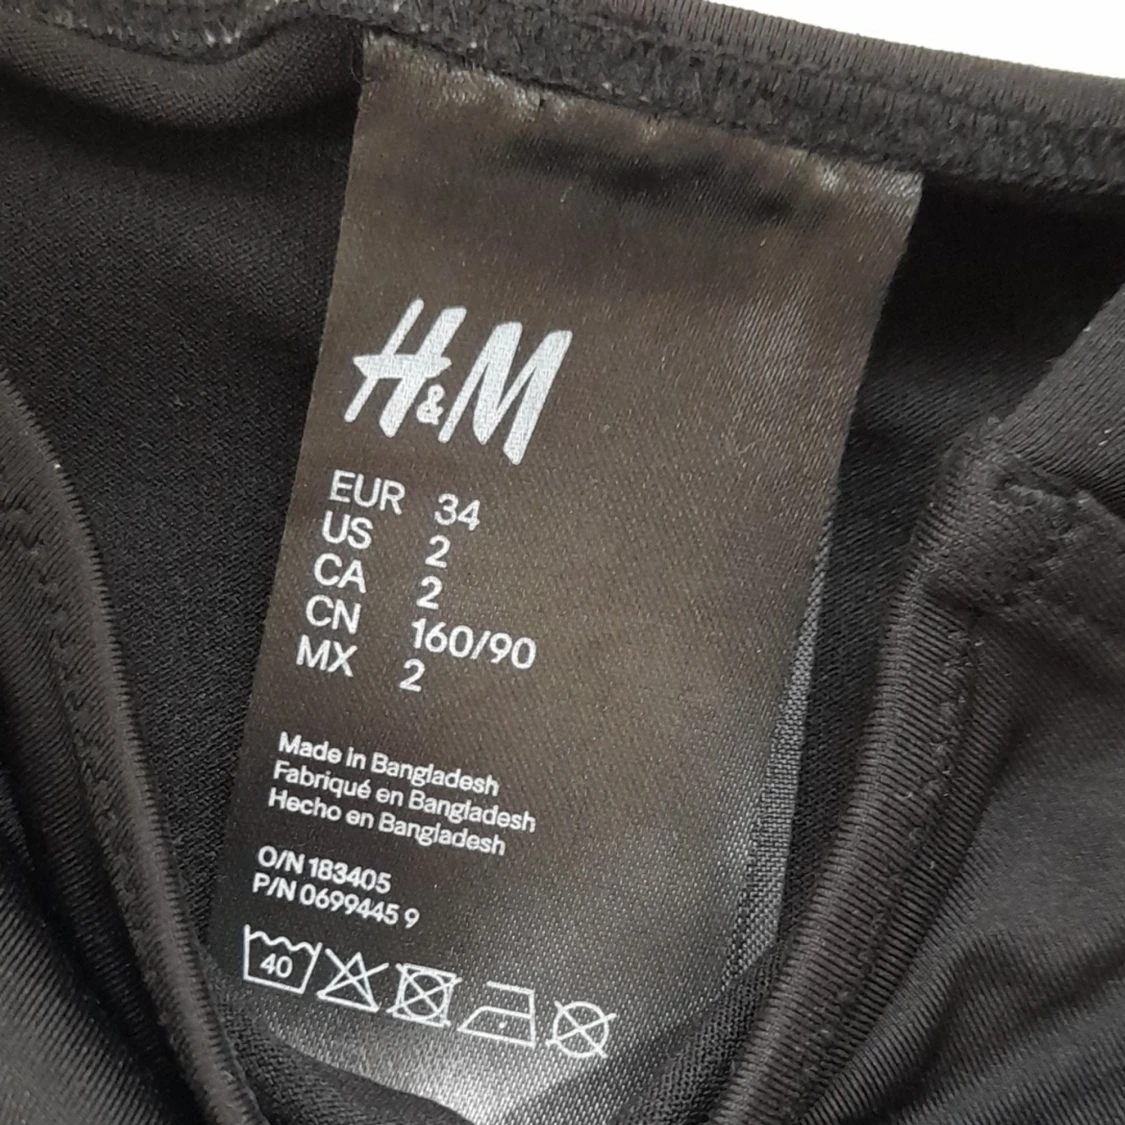 H&M
EUR 34
US 2
CA 2
CN 160/90
MX 2
Made in Bangladesh
Fabriqué en Bangladesh
Hecho en Bangladesh
O/N 183405
P/N 0699445 9
40